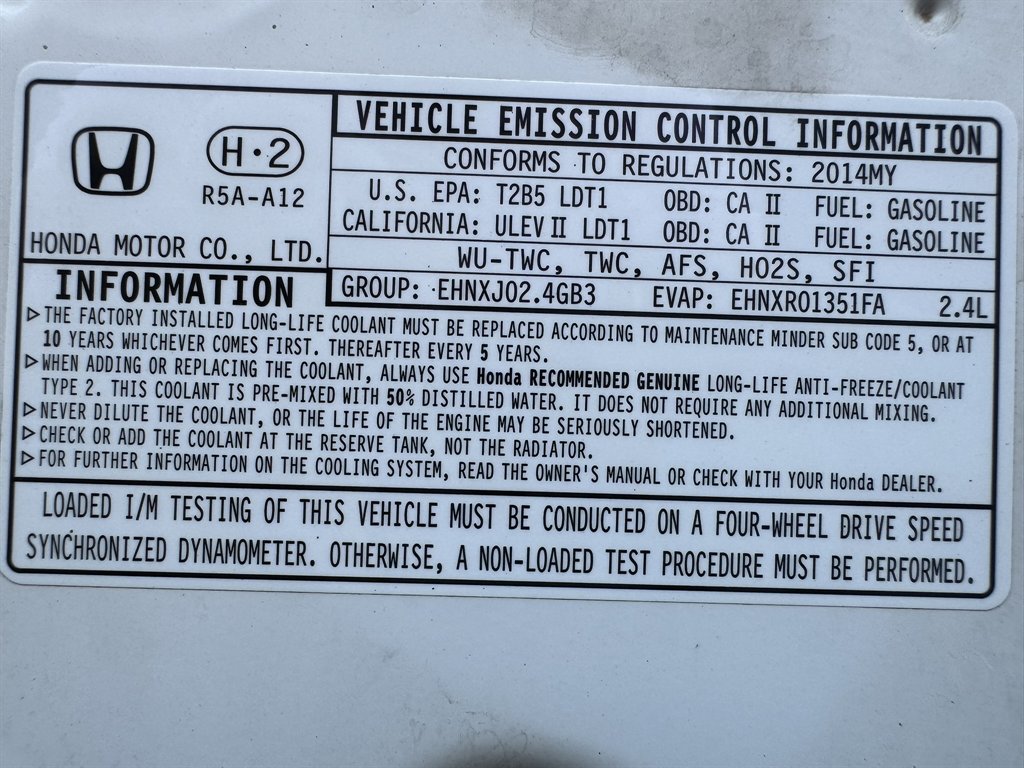 H·2
R5A-A12
HONDA MOTOR CO., LTD.
VEHICLE EMISSION CONTROL INFORMATION
CONFORMS TO REGULATIONS: 2014MY
U.S. EPA: T2B5 LDT1 OBD: CA II FUEL: GASOLINE
CALIFORNIA: ULEV II LDT1 OBD: CA II FUEL: GASOLINE
WU-TWC, TWC, AFS, HO2S, SFI
GROUP: EHNXJ02.4GB3 EVAP: EHNXR01351FA 2.4L
INFORMATION
▷THE FACTORY INSTALLED LONG-LIFE COOLANT MUST BE REPLACED ACCORDING TO MAINTENANCE MINDER SUB CODE 5, OR AT
10 YEARS WHICHEVER COMES FIRST. THEREAFTER EVERY 5 YEARS.
▷WHEN ADDING OR REPLACING THE COOLANT, ALWAYS USE Honda RECOMMENDED GENUINE LONG-LIFE ANTI-FREEZE/COOLANT
TYPE 2. THIS COOLANT IS PRE-MIXED WITH 50% DISTILLED WATER. IT DOES NOT REQUIRE ANY ADDITIONAL MIXING.
▷NEVER DILUTE THE COOLANT, OR THE LIFE OF THE ENGINE MAY BE SERIOUSLY SHORTENED.
▷CHECK OR ADD THE COOLANT AT THE RESERVE TANK, NOT THE RADIATOR.
▷FOR FURTHER INFORMATION ON THE COOLING SYSTEM, READ THE OWNER'S MANUAL OR CHECK WITH YOUR Honda DEALER.
LOADED I/M TESTING OF THIS VEHICLE MUST BE CONDUCTED ON A FOUR-WHEEL DRIVE SPEED
SYNCHRONIZED DYNAMOMETER. OTHERWISE, A NON-LOADED TEST PROCEDURE MUST BE PERFORMED.